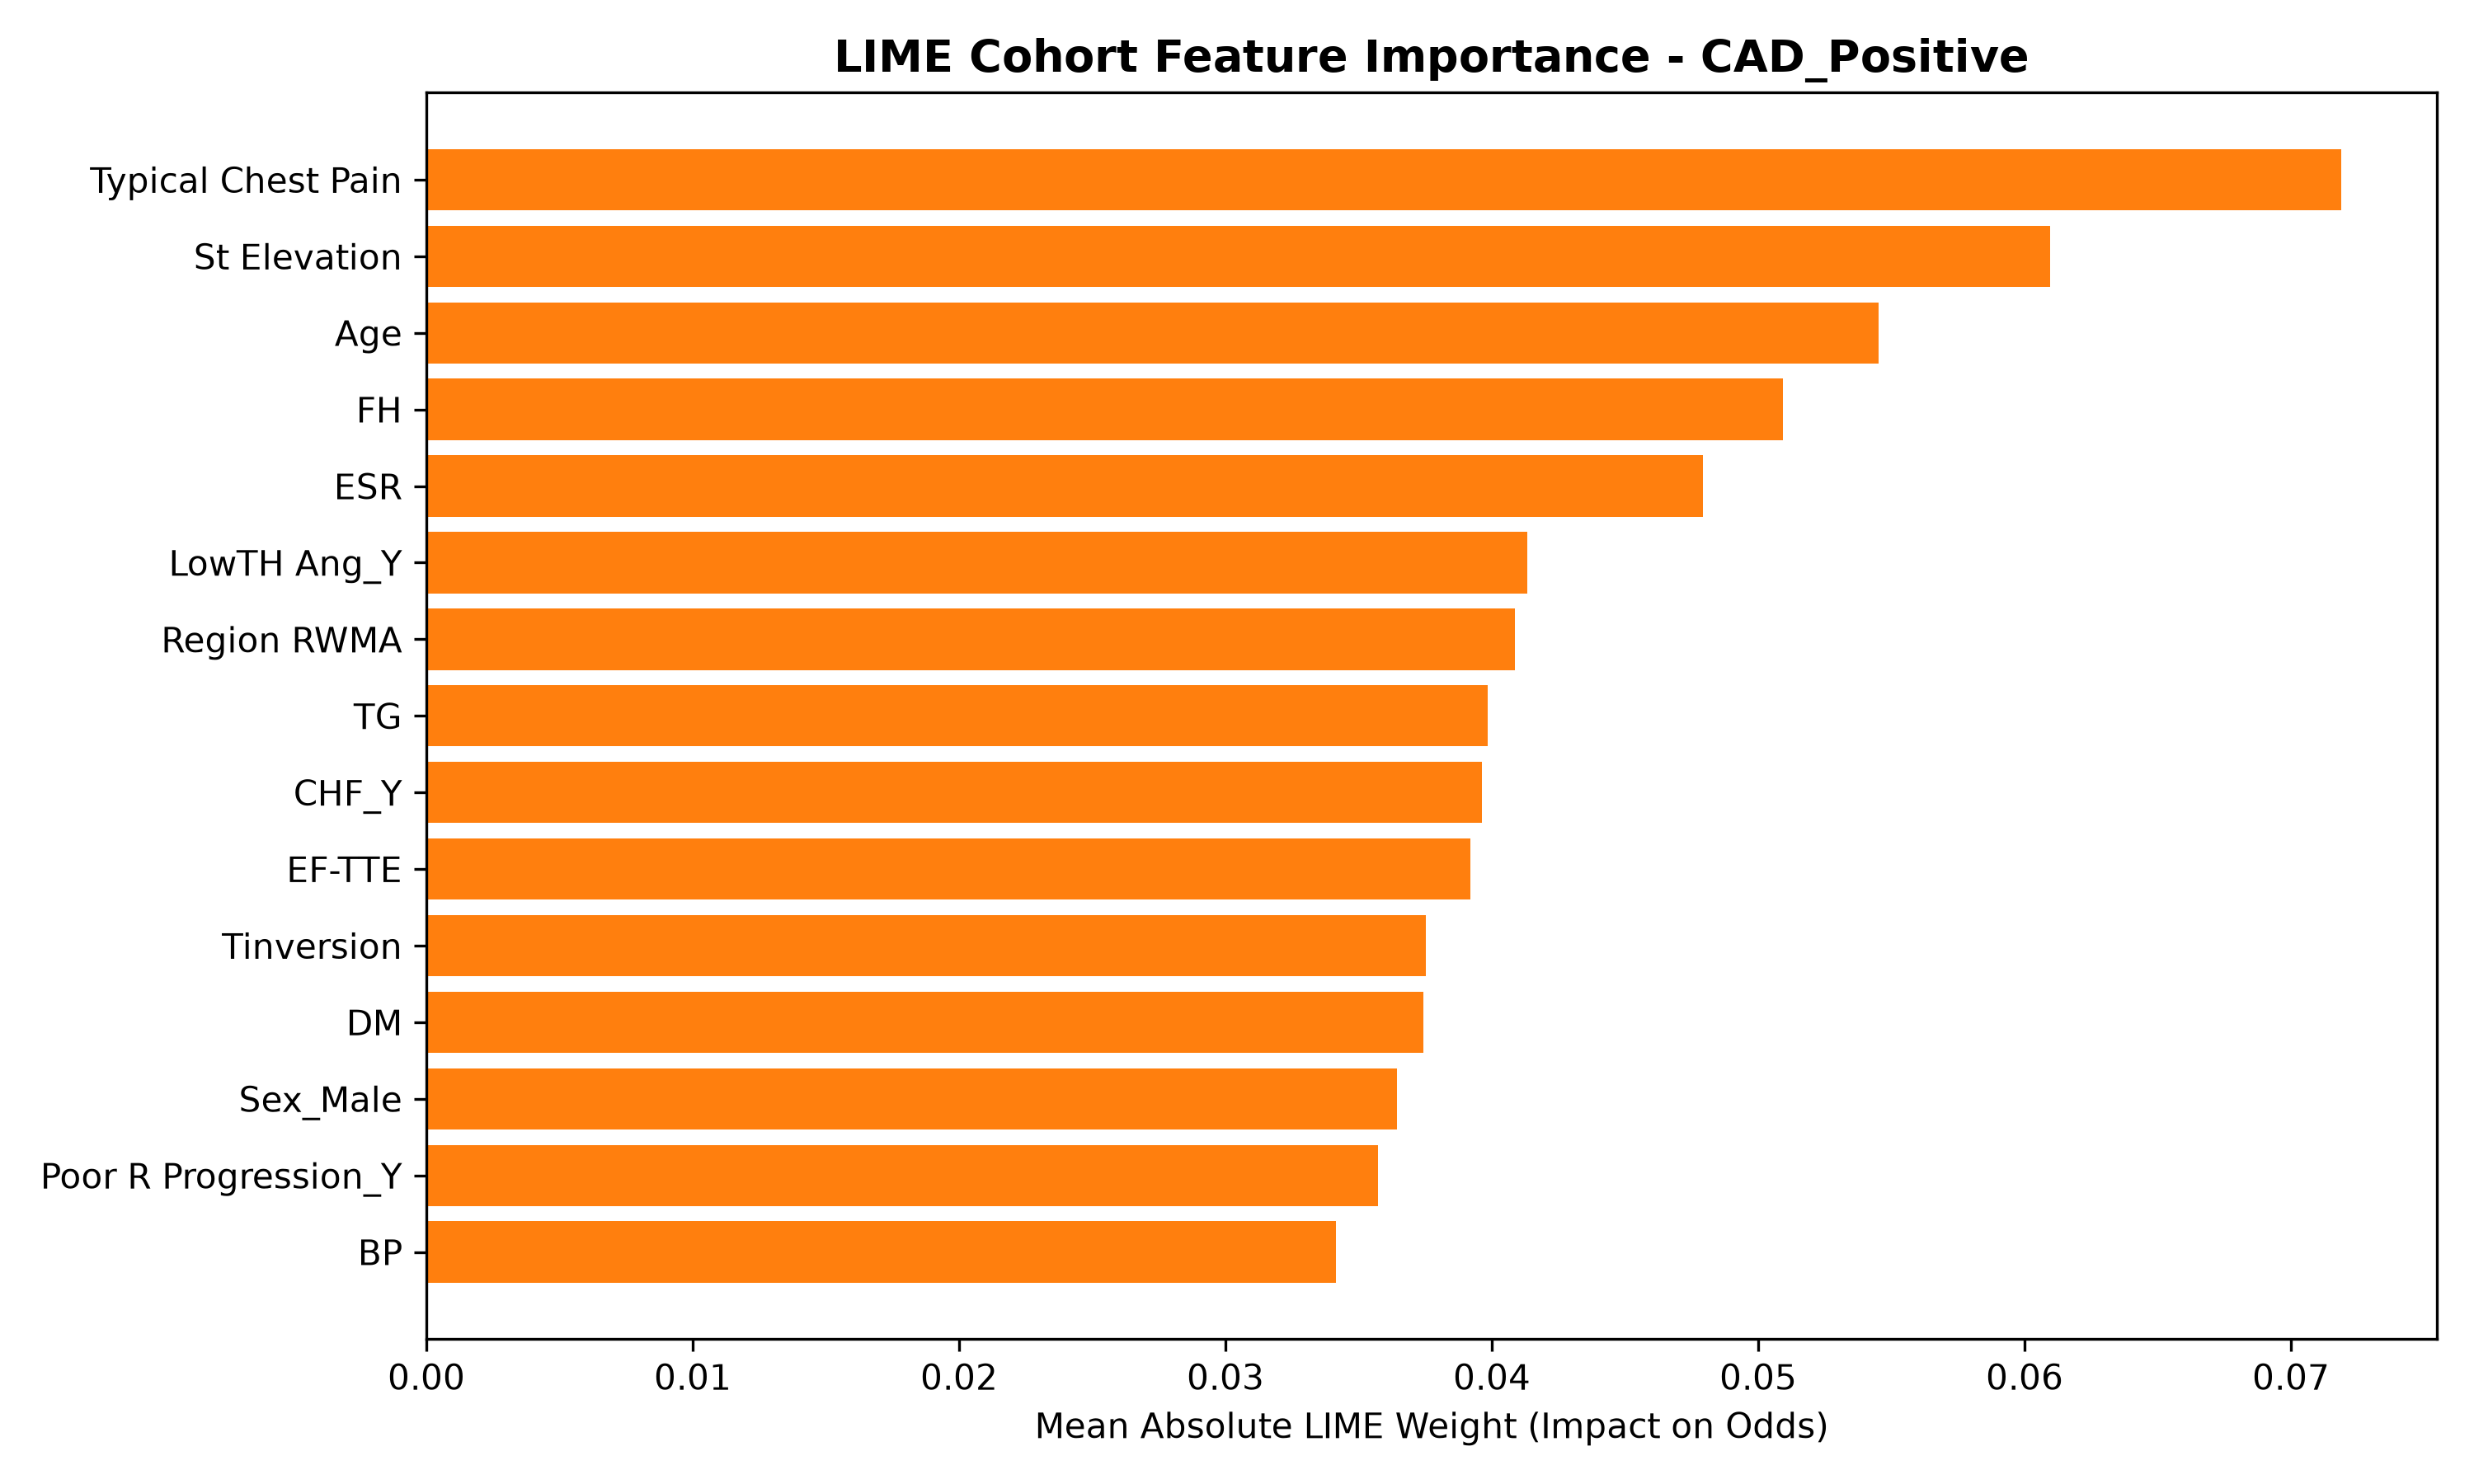 LIME Cohort Feature Importance - CAD_Positive
Typical Chest Pain
St Elevation
Age
FH
ESR
LowTH Ang_Y
Region RWMA
TG
CHF_Y
EF-TTE
Tinversion
DM
Sex_Male
Poor R Progression_Y
BP
0.00 0.01 0.02 0.03 0.04 0.05 0.06 0.07
Mean Absolute LIME Weight (Impact on Odds)